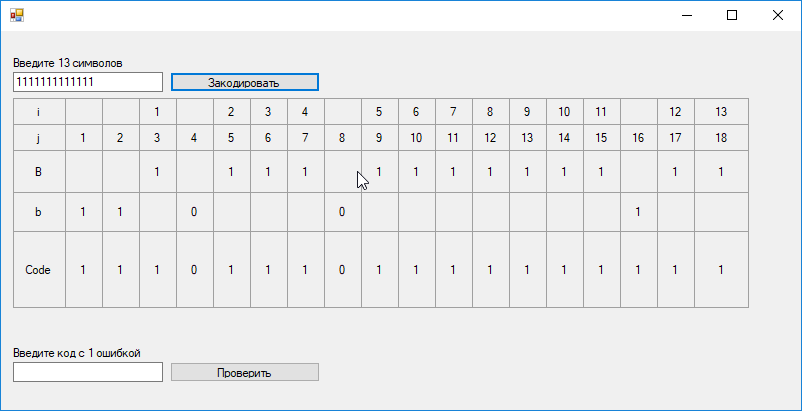 Введите 13 символов
1111111111111 Закодировать
i 1 2 3 4 5 6 7 8 9 10 11 12 13
j 1 2 3 4 5 6 7 8 9 10 11 12 13 14 15 16 17 18
B 1 1 1 1 1 1 1 1 1 1 1 1 1
b 1 1 0 0 1
Code 1 1 1 0 1 1 1 0 1 1 1 1 1 1 1 1 1 1
Введите код с 1 ошибкой
Проверить